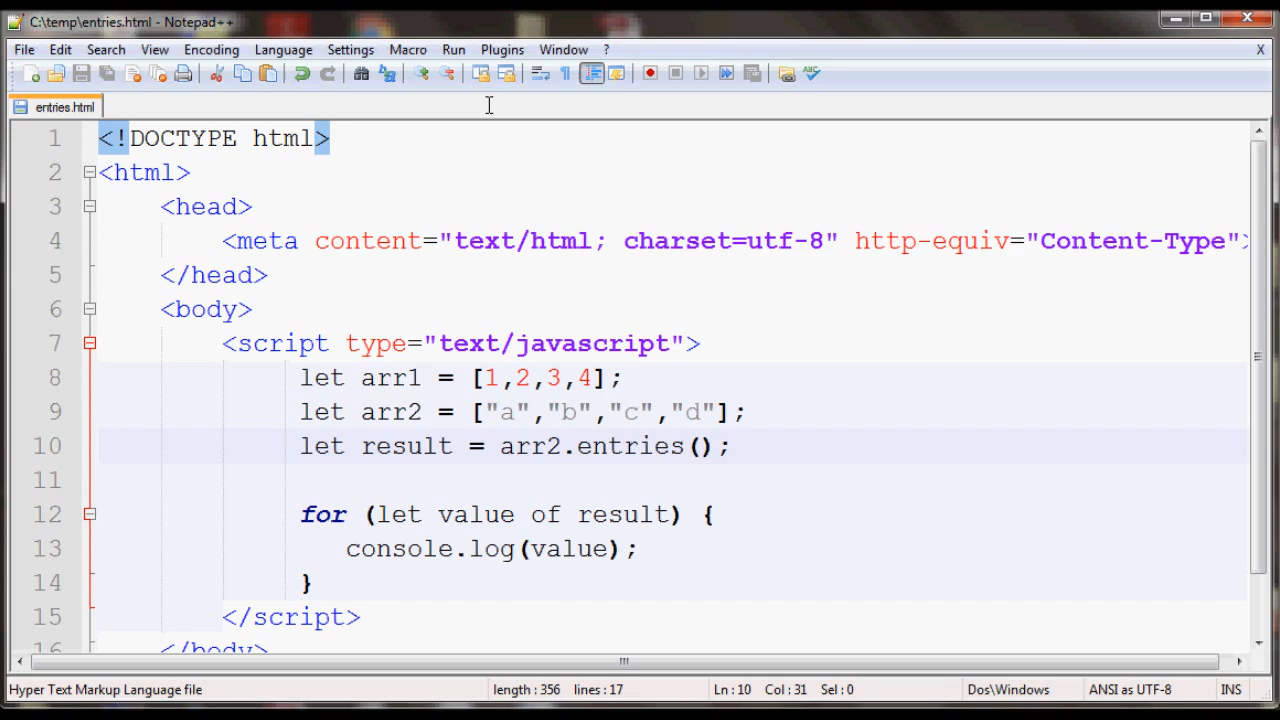 C:\temp\entries.html - Notepad++
File Edit Search View Encoding Language Settings Macro Run Plugins Window ? X
entries.html
1 <!DOCTYPE html>
2 <html>
3 <head>
4 <meta content="text/html; charset=utf-8" http-equiv="Content-Type">
5 </head>
6 <body>
7 <script type="text/javascript">
8 let arr1 = [1,2,3,4];
9 let arr2 = ["a","b","c","d"];
10 let result = arr2.entries();
11
12 for (let value of result) {
13 console.log(value);
14 }
15 </script>
16 </body>
Hyper Text Markup Language file length : 356 lines : 17 Ln : 10 Col : 31 Sel : 0 Dos\Windows ANSI as UTF-8 INS